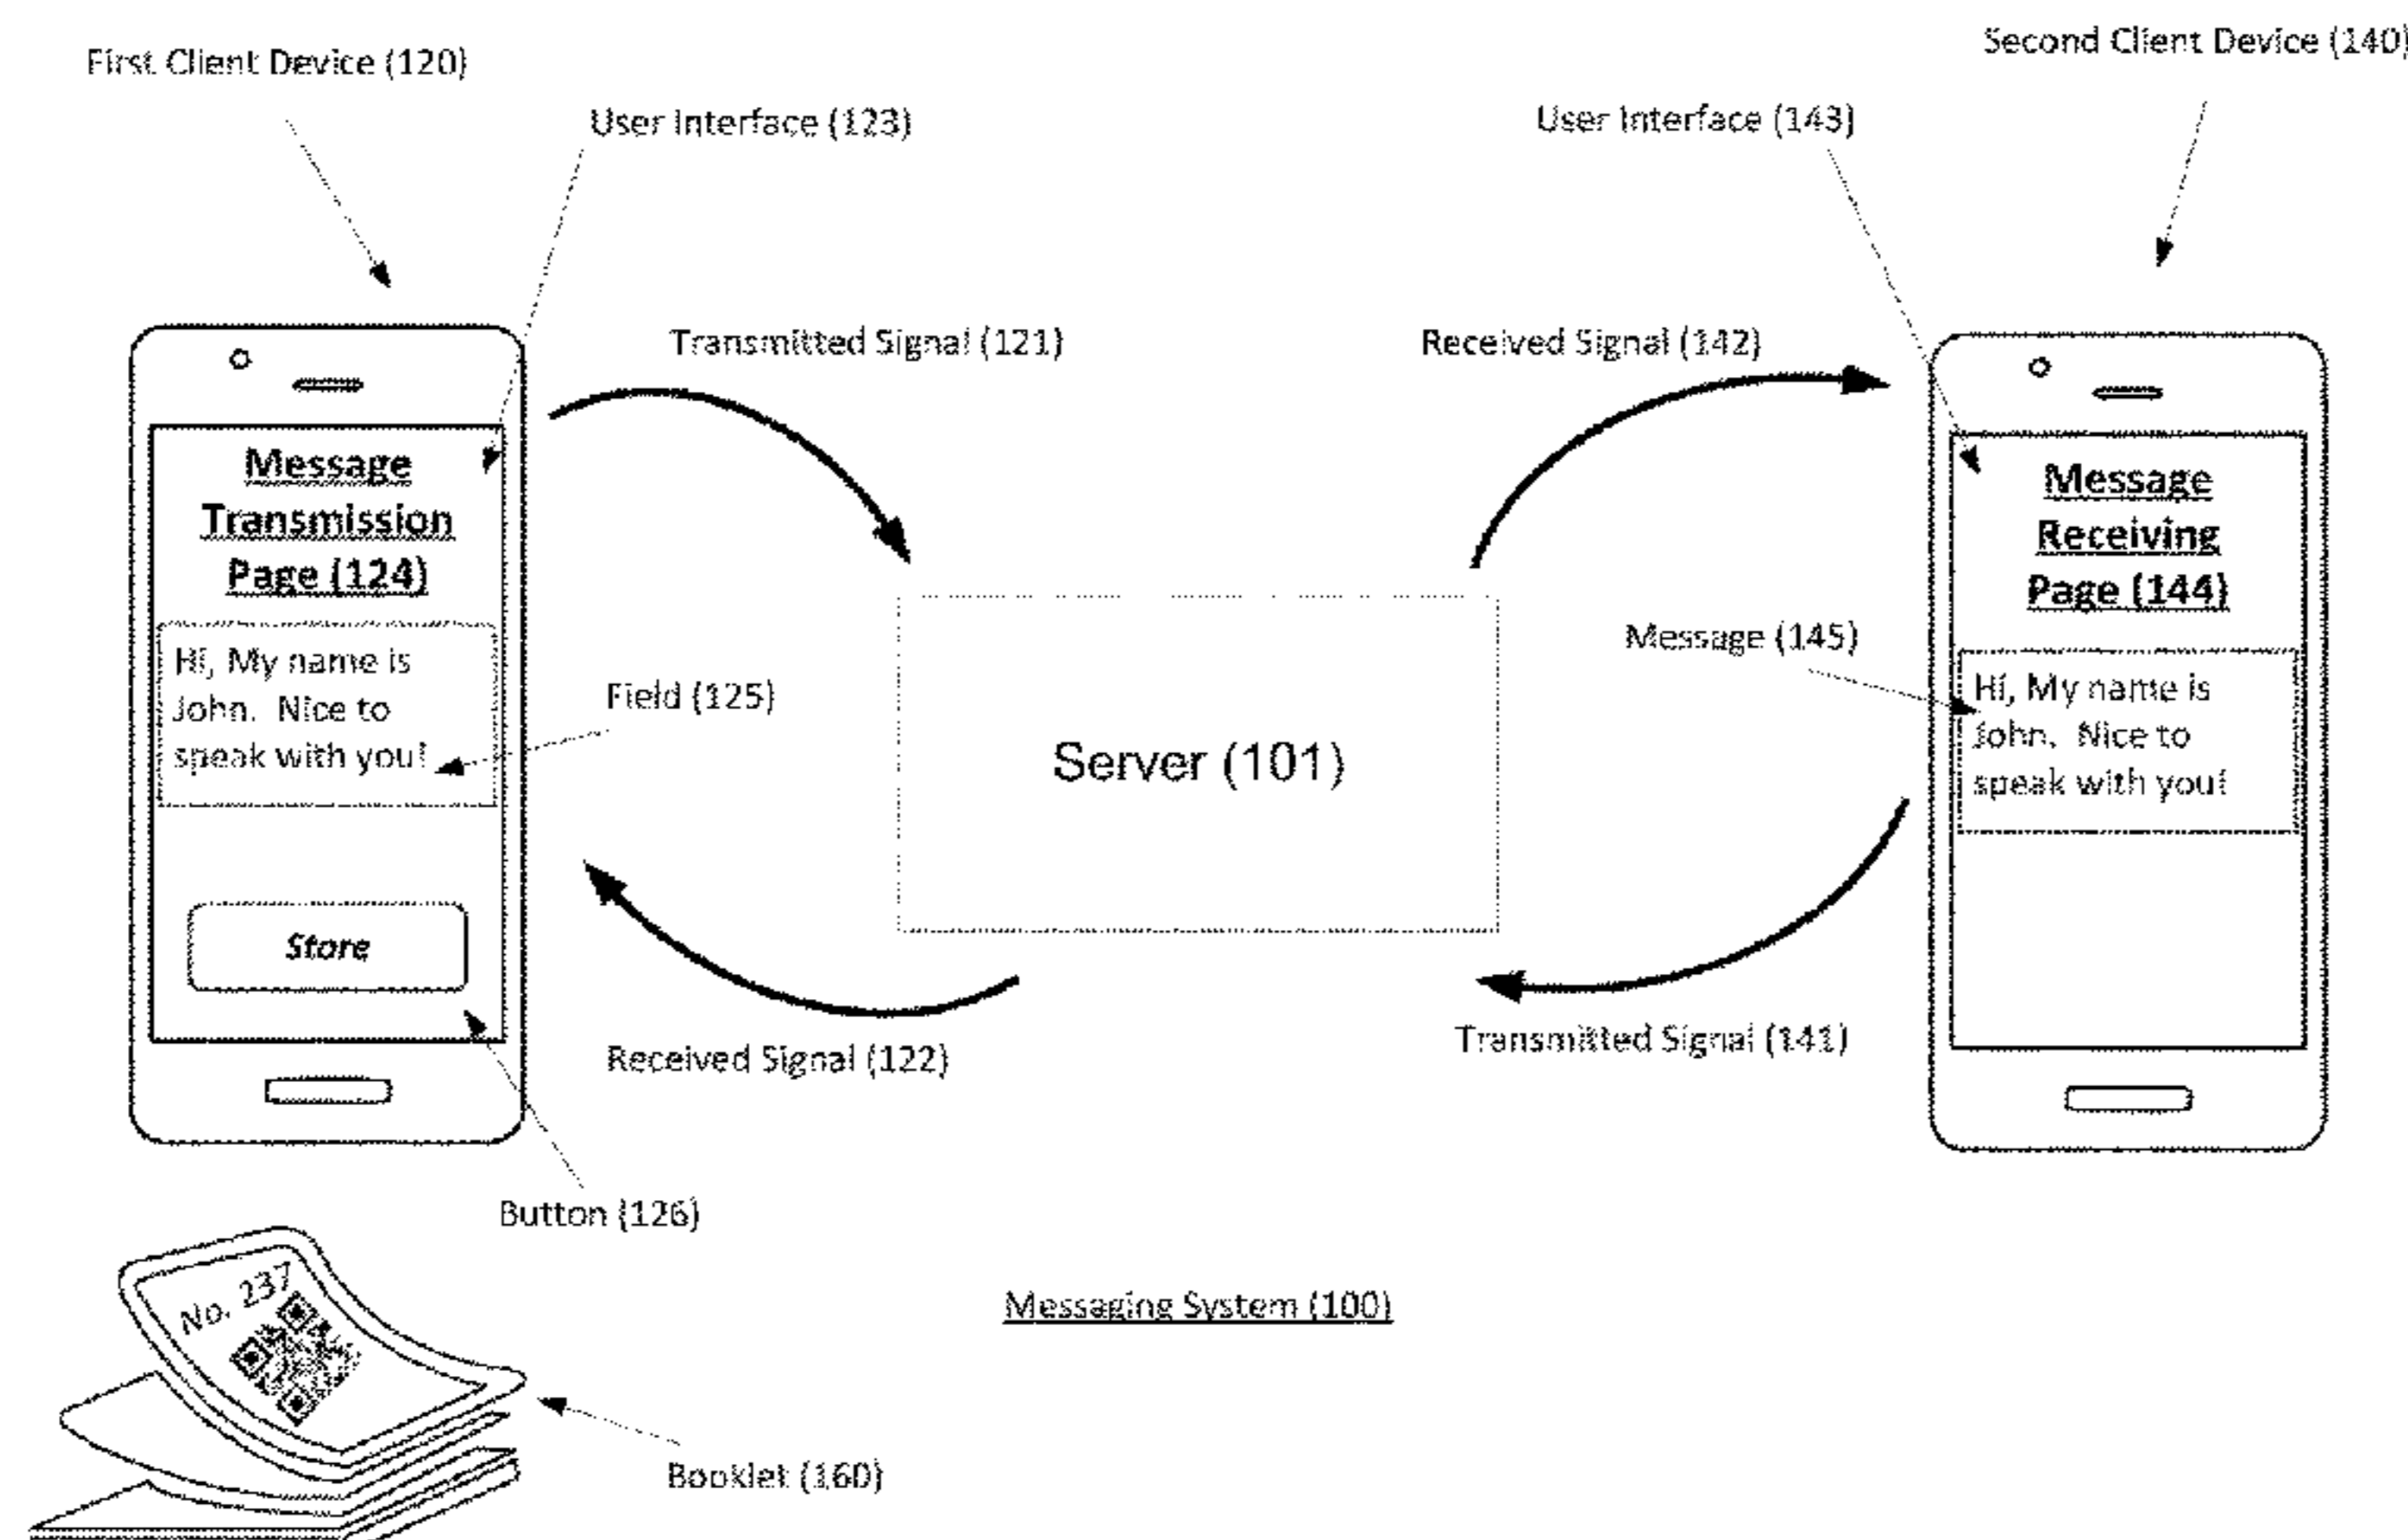 First Client Device (120)
Second Client Device (140)
User Interface (123)
User Interface (143)
Transmitted Signal (121)
Received Signal (142)
Message
Transmission
Page (124)
Hi, My name is
John. Nice to
speak with you!
Store
Field (125)
Server (101)
Message (145)
Message
Receiving
Page (144)
Hi, My name is
John. Nice to
speak with you!
Received Signal (122)
Transmitted Signal (141)
Button (126)
No. 237
Messaging System (100)
Booklet (160)